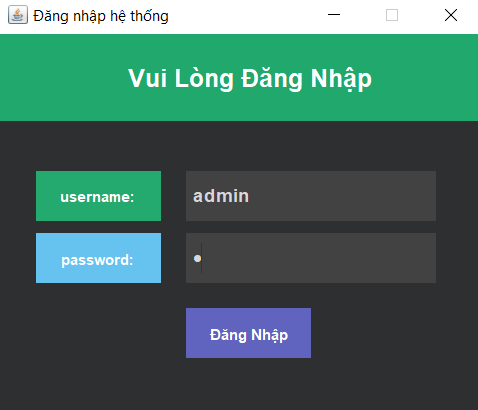 Đăng nhập hệ thống
Vui Lòng Đăng Nhập
username:
admin
password:
•
Đăng Nhập